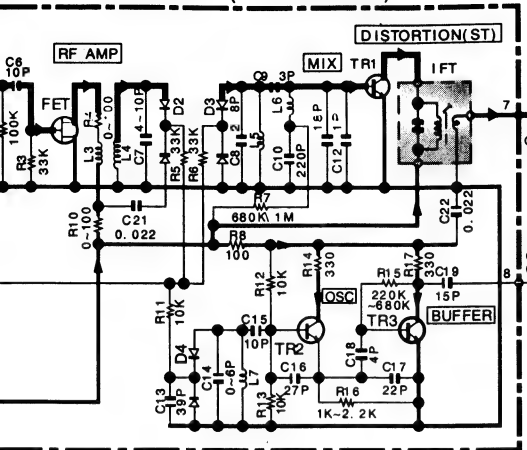 DISTORTION(ST)
RF AMP
MIX
TR1
IFT
C6
10P
FET
D2
D3
C9
3P
L6
8P
18P
100K
R3
33K
L3
L4
0~
C7
4~10P
R5
33K
R6
33K
C8
L5
C10
220P
C12
7
C21
0.022
R7
680K 1M
C22
0.022
R10
0~100
R8
100
R14
330
R17
330
R12
10K
R15
220K
~680K
C19
15P
8
OSC
BUFFER
R11
10K
D4
C15
10P
TR2
TR3
C18
4P
C14
0~6P
L7
C16
27P
C17
22P
C13
39P
R13
10K
R16
1K~2.2K